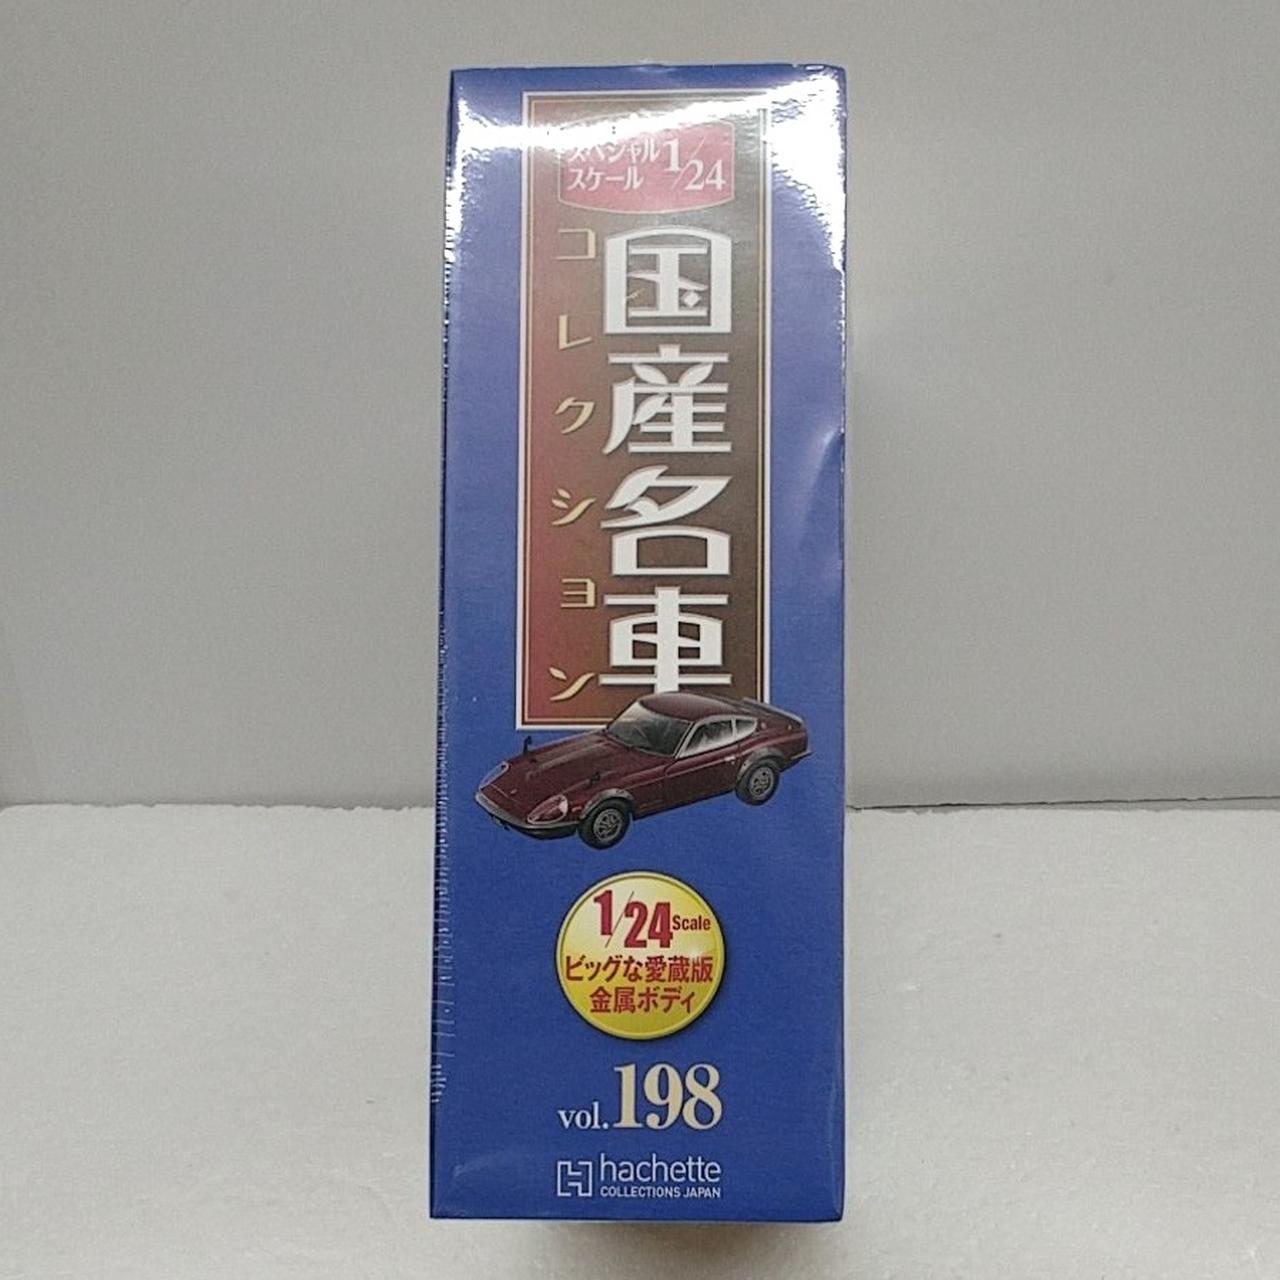 スペシャル
スケール 1/24
国産名車
コレクション
1/24 Scale
ビッグな愛蔵版
金属ボディ
vol.198
hachette
COLLECTIONS JAPAN